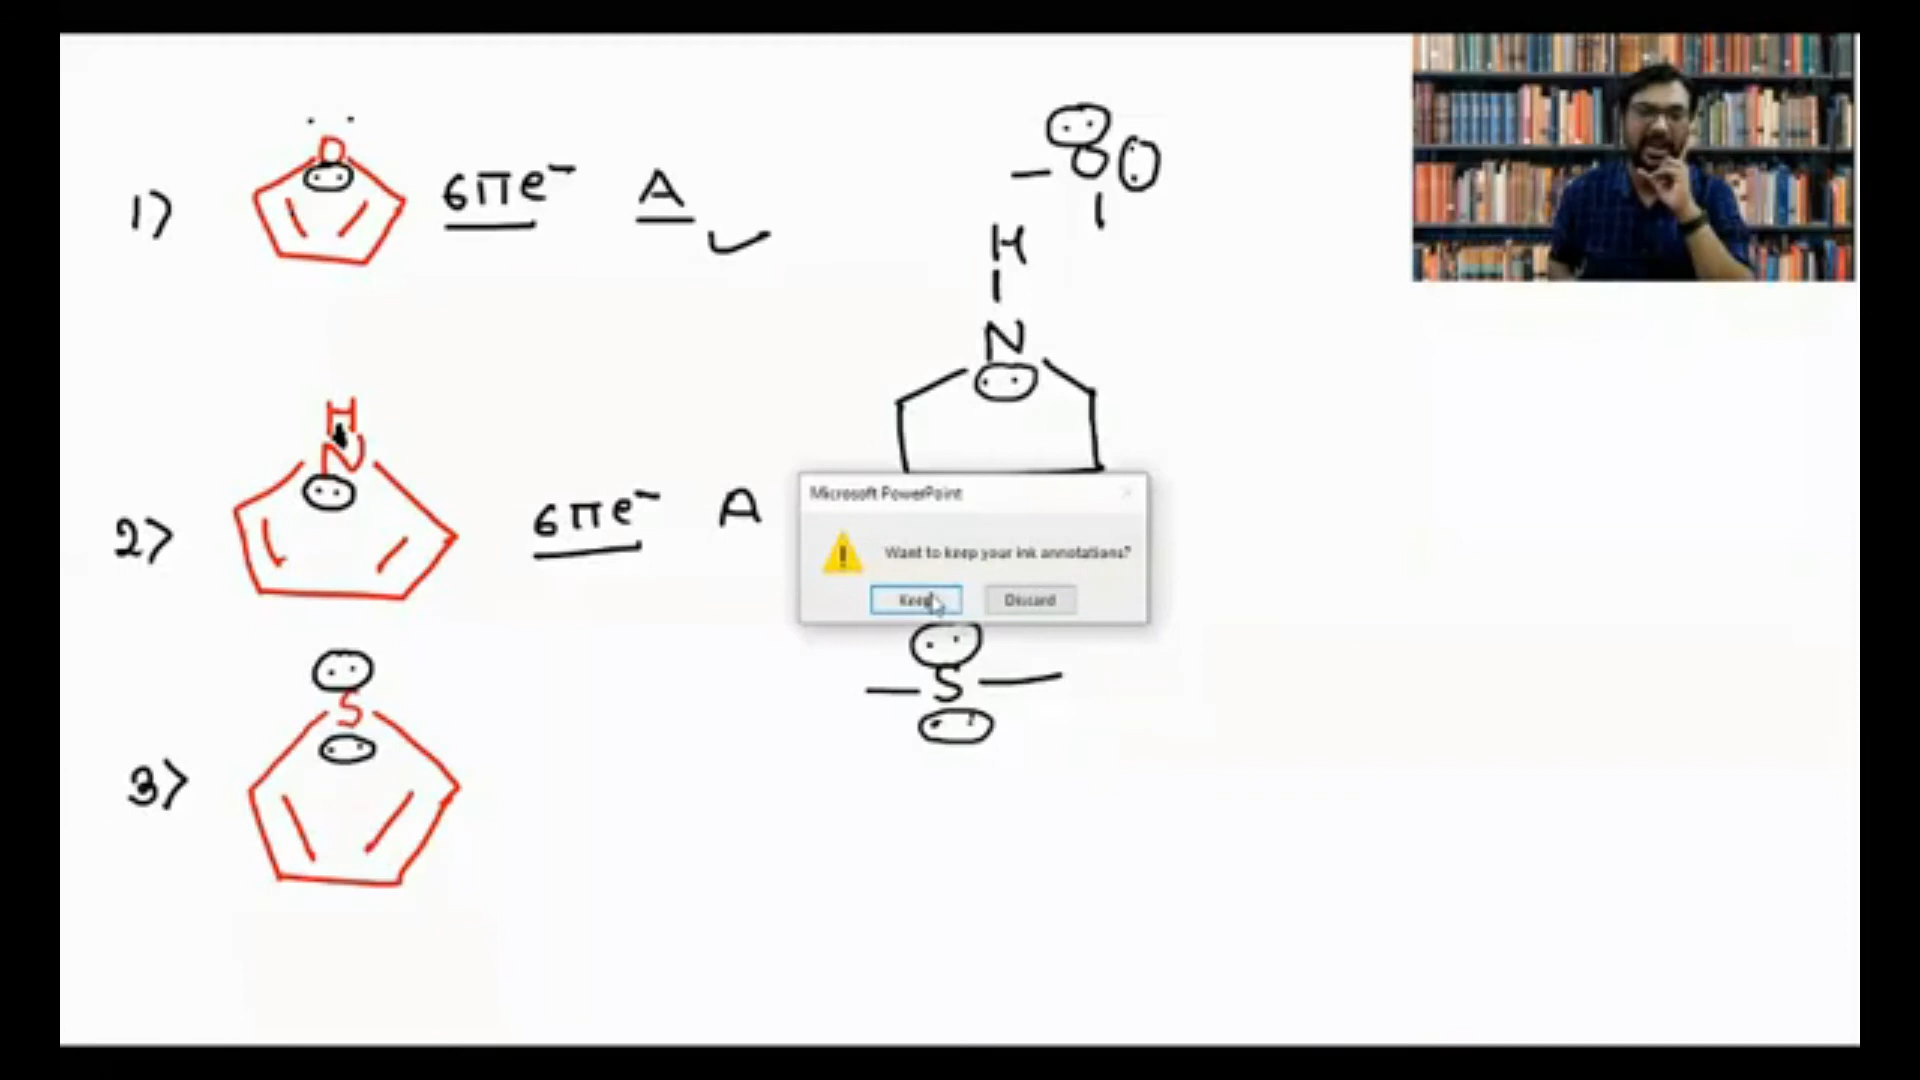 1)
O
6πe⁻
A
O
H
N
2)
H
N
6πe⁻
A
Microsoft PowerPoint
Want to keep your ink annotations?
Keep
Discard
S
3)
S